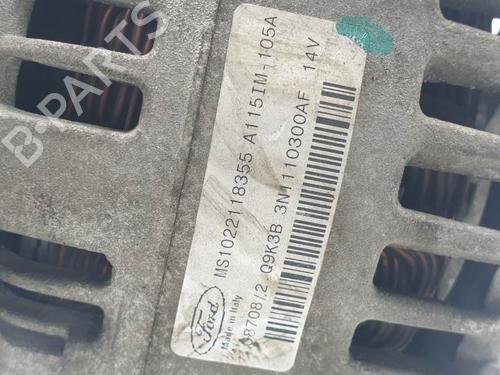 B-PARTS
MS1022118355 A115IM-105A
Ford
Made in Italy
08708/2 Q9K3B 3N1110300AF 14V